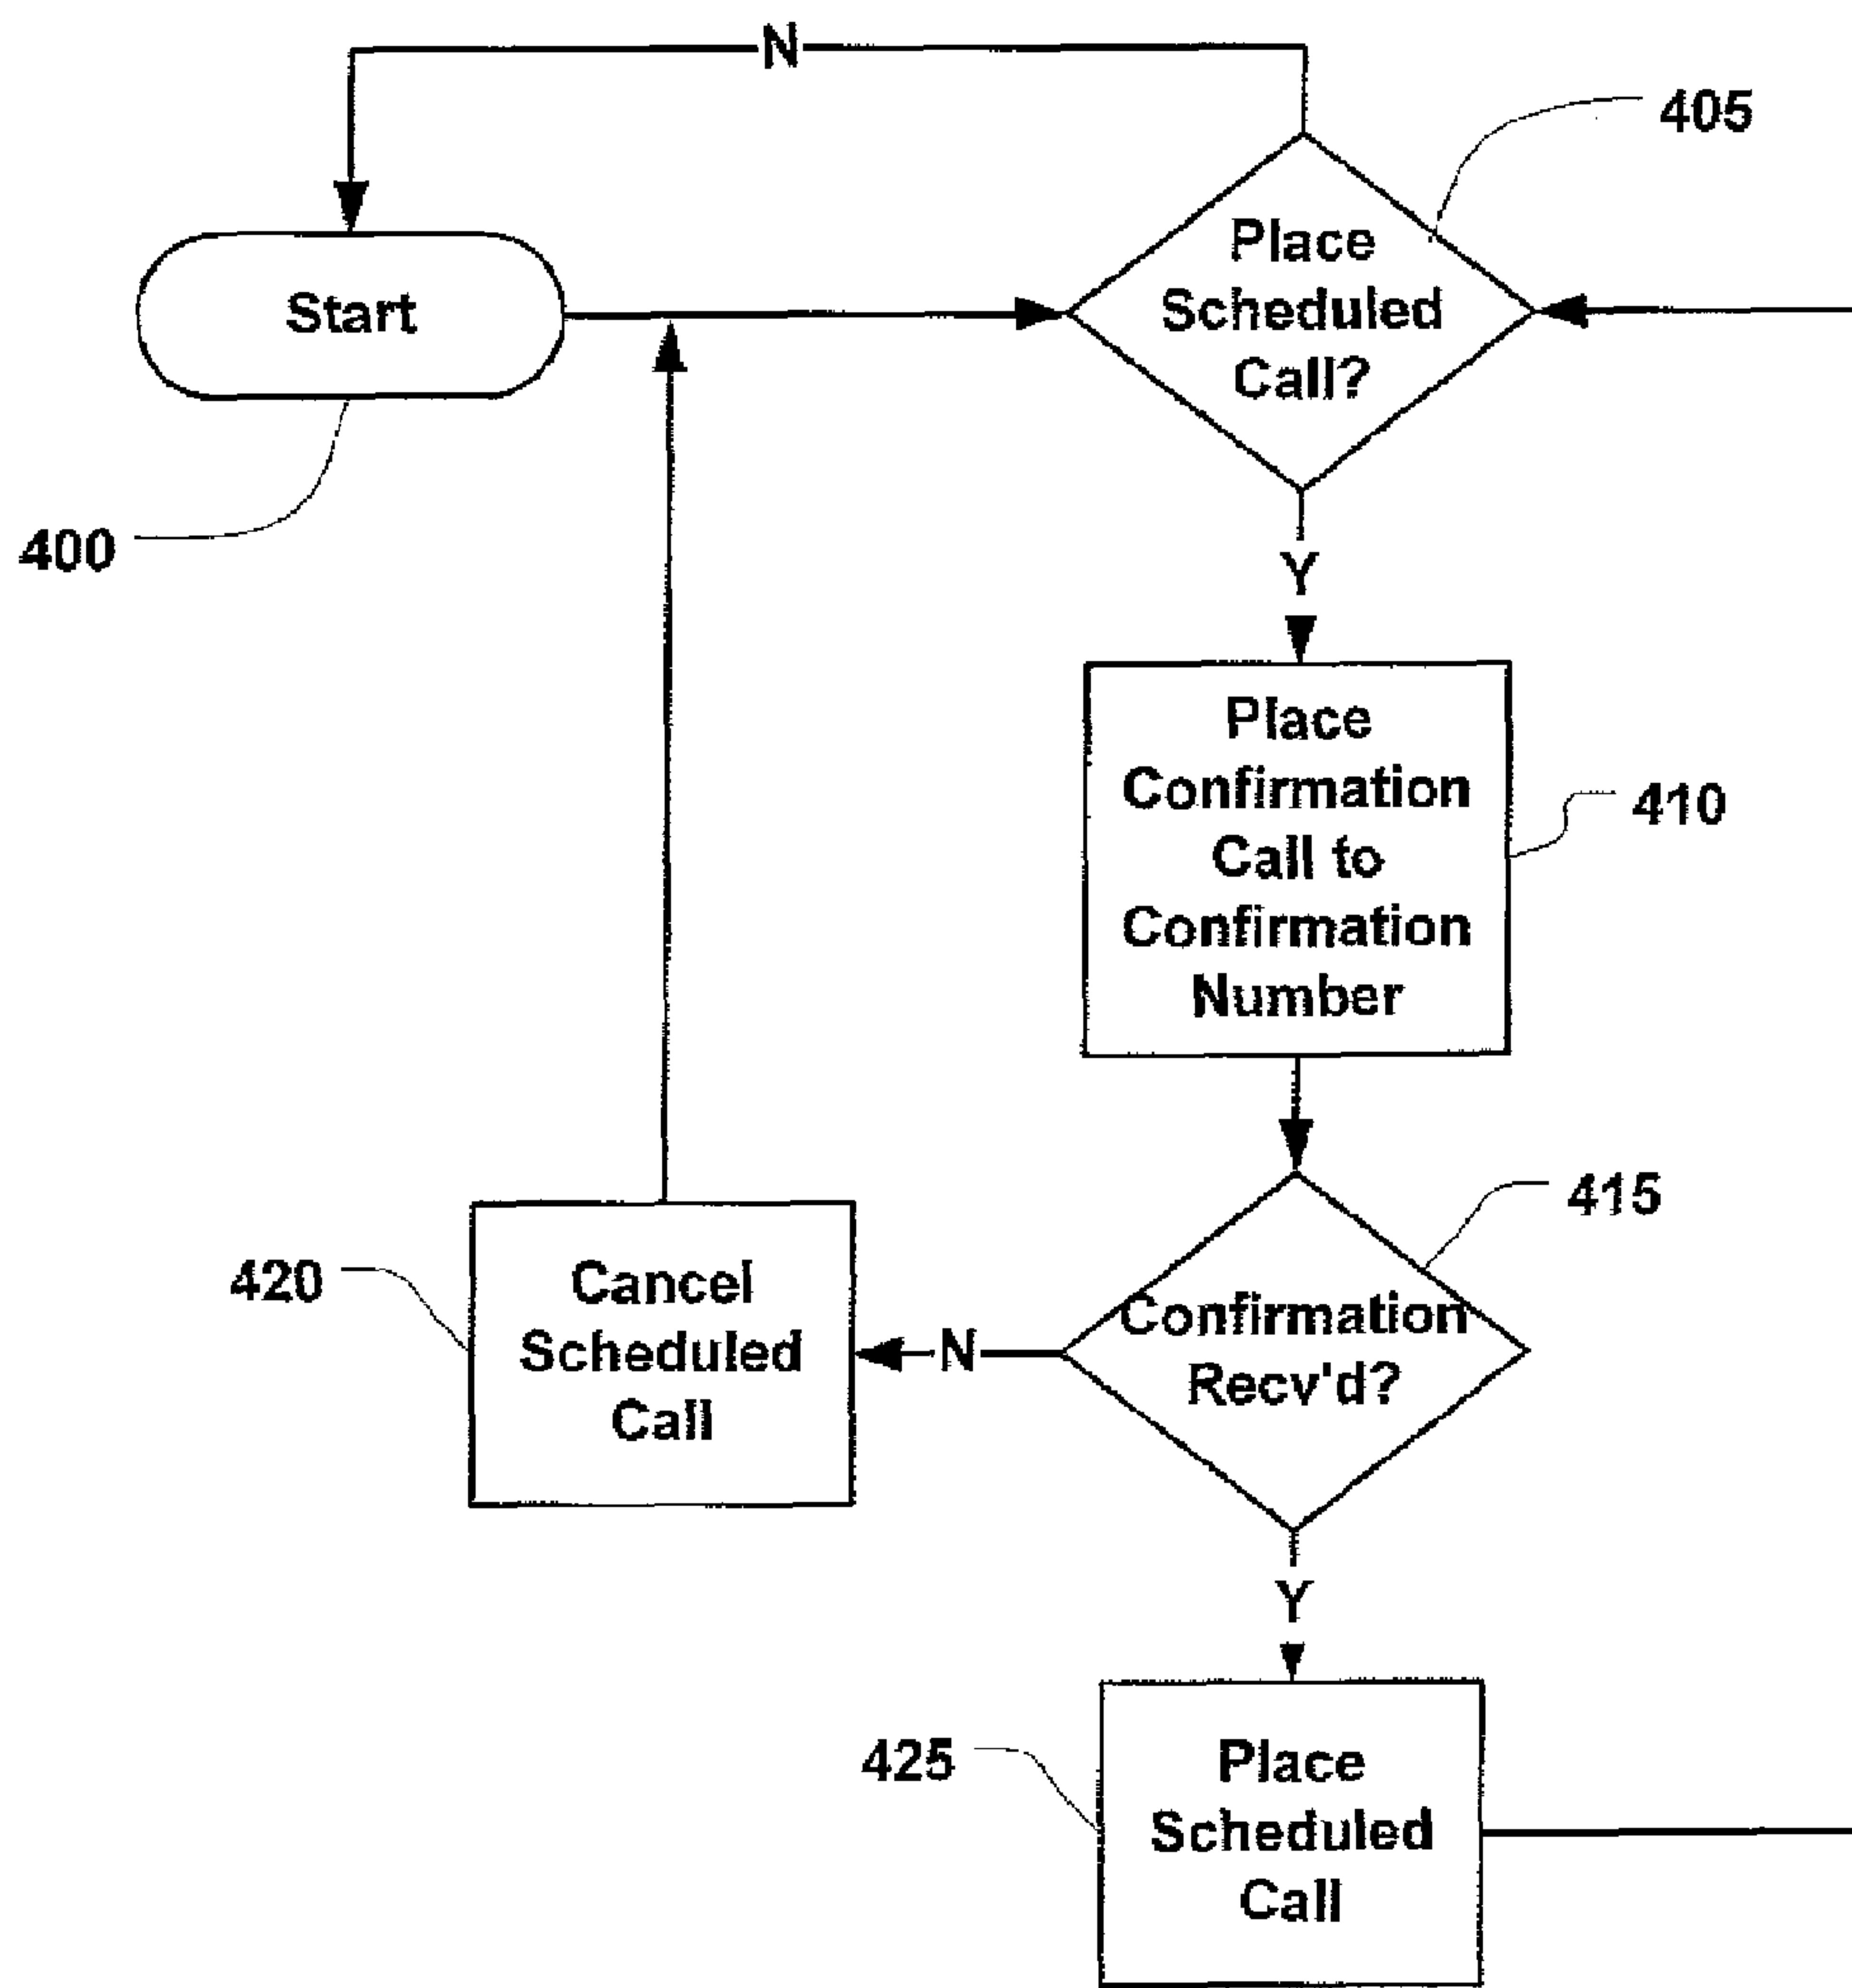 N
405
Place
Scheduled
Call?
Start
400
Y
Place
Confirmation
Call to
Confirmation
Number
410
415
Confirmation
Recv'd?
N
420
Cancel
Scheduled
Call
Y
425
Place
Scheduled
Call